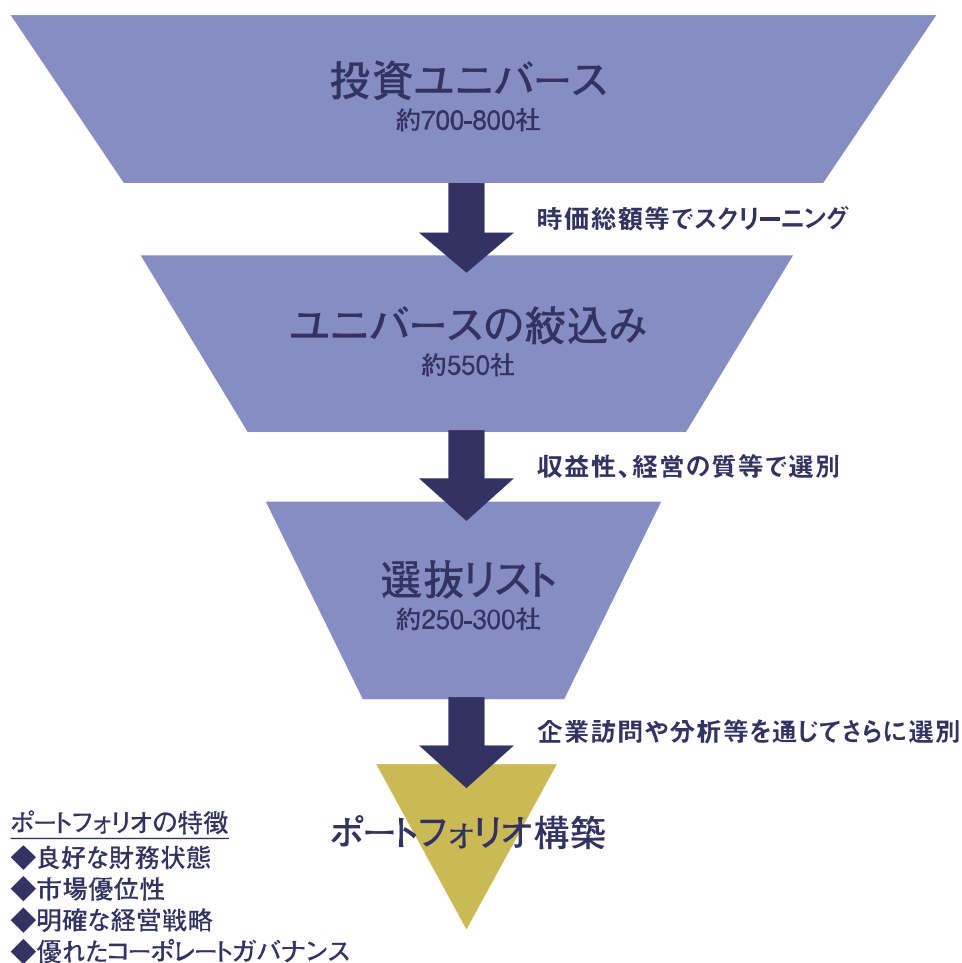 投資ユニバース
約700-800社
時価総額等でスクリーニング
ユニバースの絞込み
約550社
収益性、経営の質等で選別
選抜リスト
約250-300社
企業訪問や分析等を通じてさらに選別
ポートフォリオ構築
ポートフォリオの特徴
◆良好な財務状態
◆市場優位性
◆明確な経営戦略
◆優れたコーポレートガバナンス